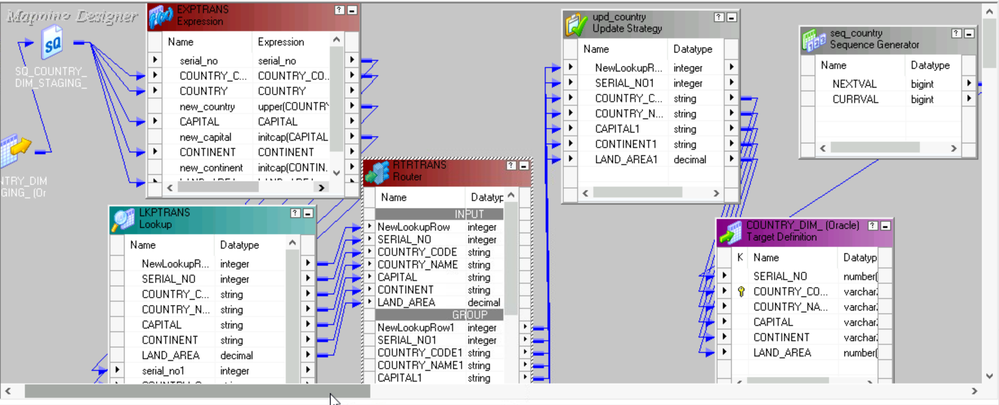 Mapping Designer
SQ_COUNTRY_
DIM_STAGING_
NTRY_DIM
GING_ (Or
EXPTRANS
Expression
Name Expression
serial_no serial_no
COUNTRY_C... COUNTRY_CO..
COUNTRY COUNTRY
new_country upper(COUNTRY
CAPITAL CAPITAL
new_capital initcap(CAPITAL
CONTINENT CONTINENT
new_continent initcap(CONTIN.
LKPTRANS
Lookup
Name Datatype
NewLookupR... integer
SERIAL_NO integer
COUNTRY_C... string
COUNTRY_N... string
CAPITAL string
CONTINENT string
LAND_AREA decimal
serial_no1 integer
RTRTRANS
Router
Name Datatyp
INPUT
NewLookupRow integer
SERIAL_NO integer
COUNTRY_CODE string
COUNTRY_NAME string
CAPITAL string
CONTINENT string
LAND_AREA decimal
GROUP
NewLookupRow1 integer
SERIAL_NO1 integer
COUNTRY_CODE1 string
COUNTRY_NAME1 string
CAPITAL1 string
upd_country
Update Strategy
Name Datatype
NewLookupR... integer
SERIAL_NO1 integer
COUNTRY_C... string
COUNTRY_N... string
CAPITAL1 string
CONTINENT1 string
LAND_AREA1 decimal
seq_country
Sequence Generator
Name Datatype
NEXTVAL bigint
CURRVAL bigint
COUNTRY_DIM_ (Oracle)
Target Definition
K Name Datatyp
SERIAL_NO number(
COUNTRY_CO... varchar
COUNTRY_NA... varchar
CAPITAL varchar
CONTINENT varchar
LAND_AREA number(